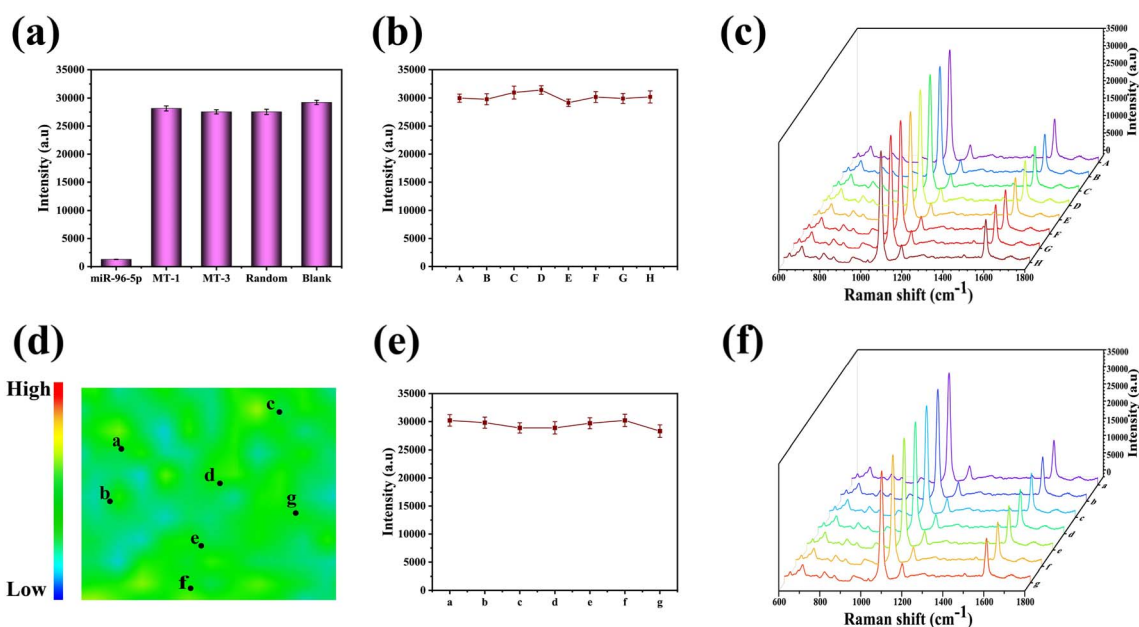 (a)
35000
30000
25000
20000
15000
10000
5000
0
Intensity (a.u)
miR-96-5p MT-1 MT-3 Random Blank
(b)
35000
30000
25000
20000
15000
10000
5000
0
Intensity (a.u)
A B C D E F G H
(c)
35000
30000
25000
20000
15000
10000
5000
0
Intensity (a.u)
A
B
C
D
E
F
G
H
600 800 1000 1200 1400 1600 1800
Raman shift (cm-1)
(d)
High
Low
a
b
c
d
e
f
g
(e)
35000
30000
25000
20000
15000
10000
5000
0
Intensity (a.u)
a b c d e f g
(f)
35000
30000
25000
20000
15000
10000
5000
0
Intensity (a.u)
a
b
c
d
e
f
g
600 800 1000 1200 1400 1600 1800
Raman shift (cm-1)